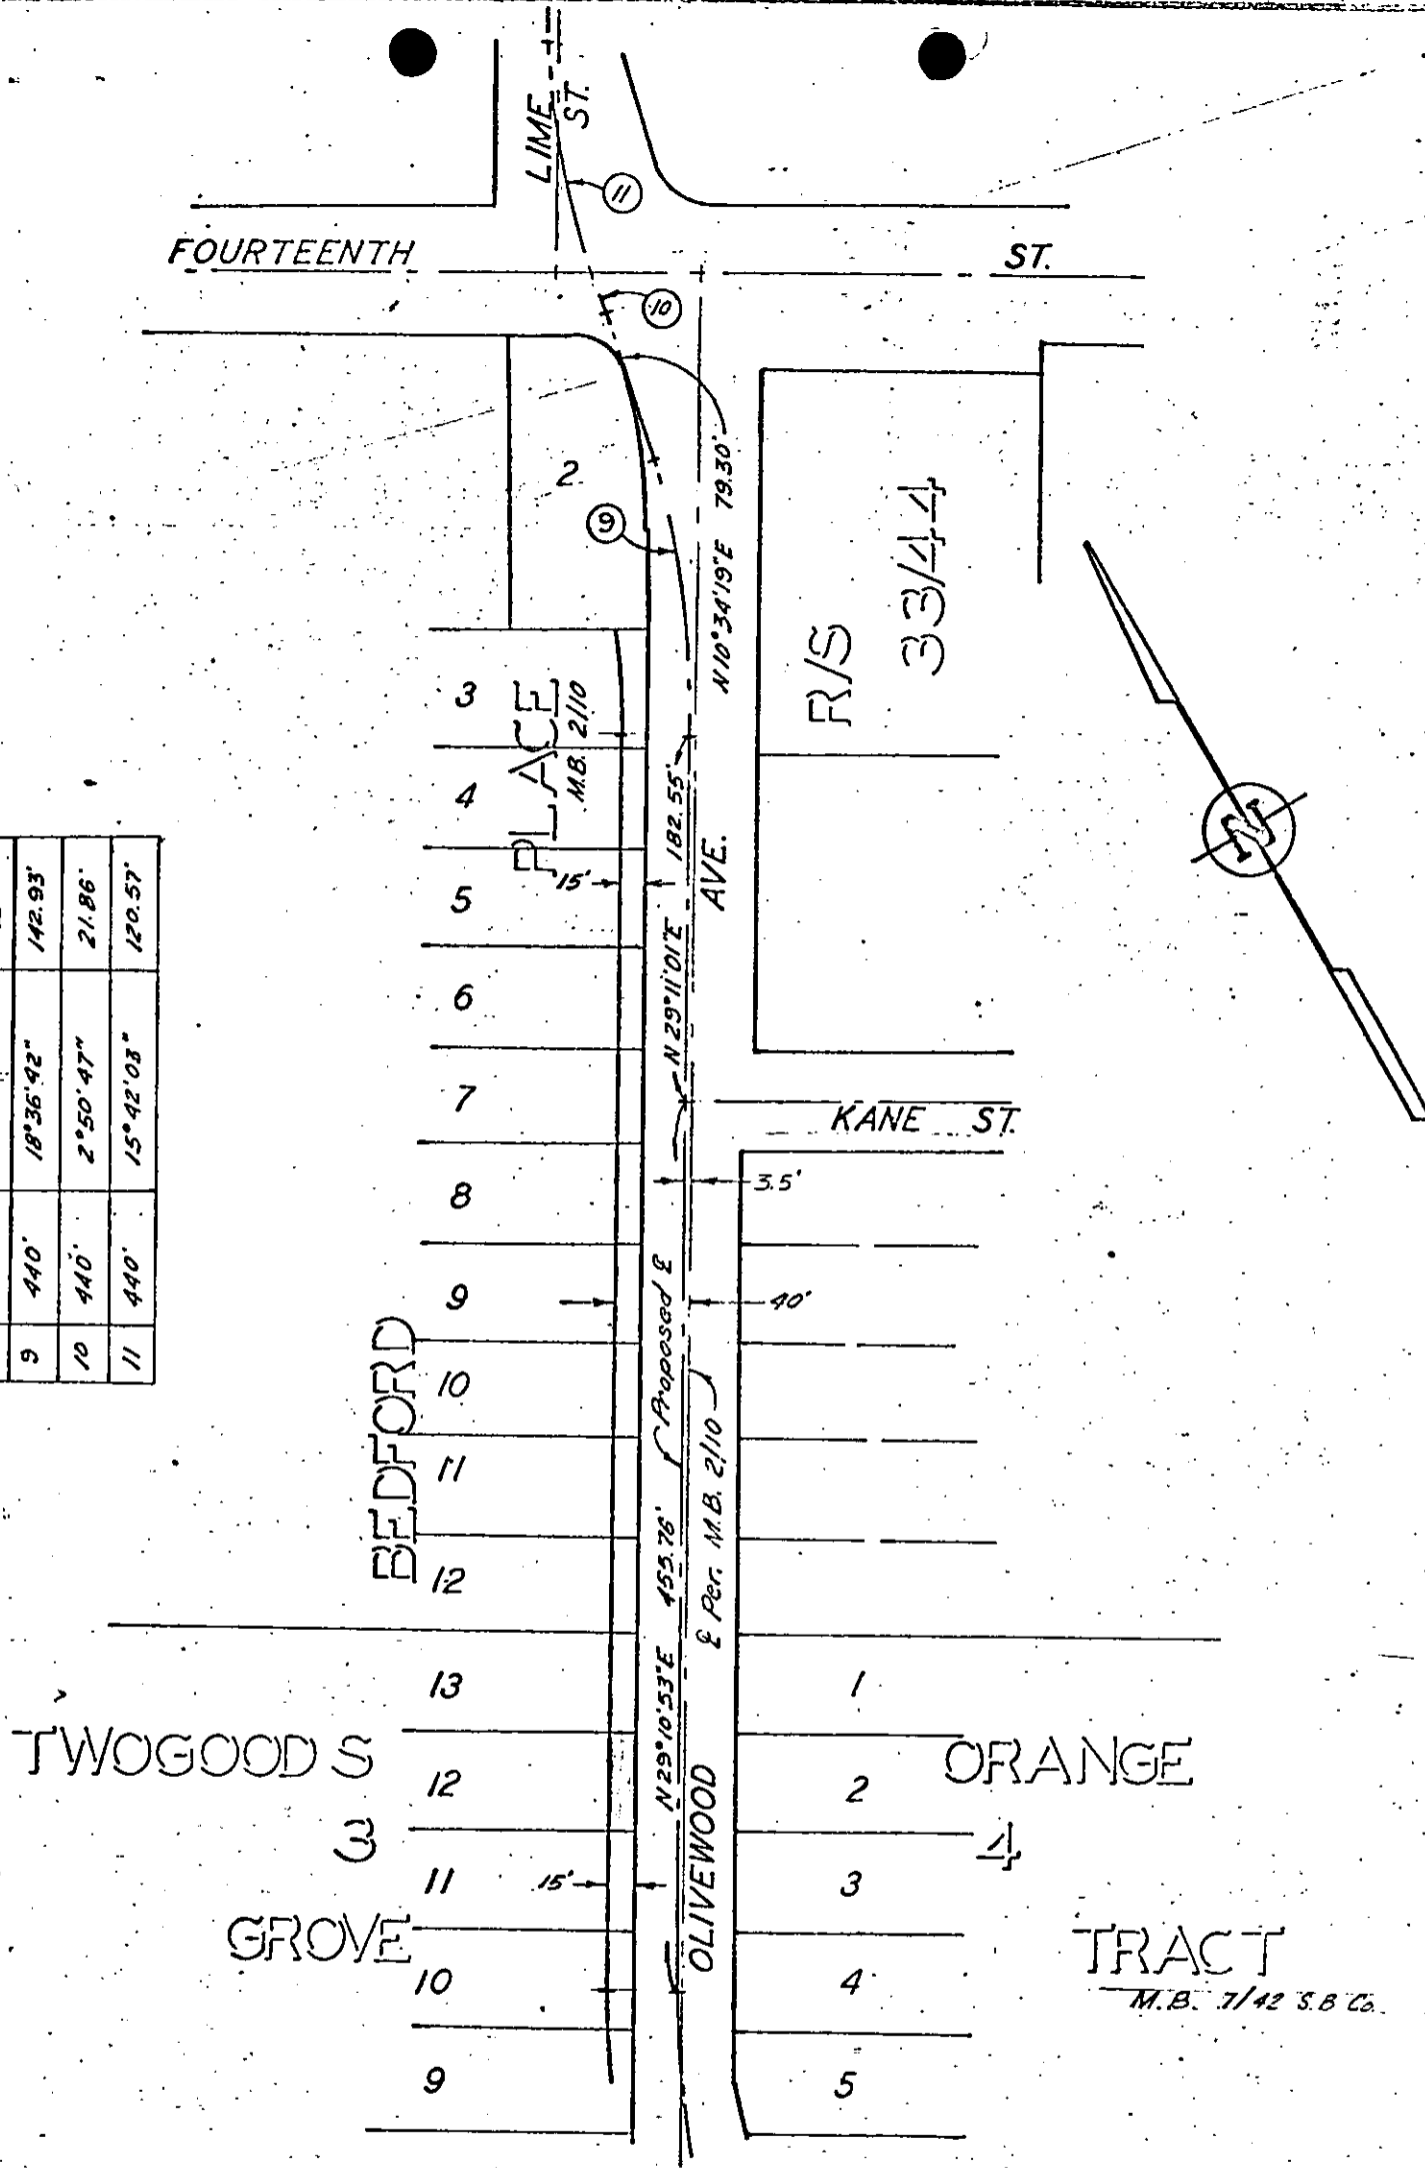 LIME ST.
11
FOURTEENTH ST.
10
2
9
N10°34'19"E 79.30'
R/S
33/44
3
PLACE
M.B. 2/10
4
182.55'
15'
5
AVE.
N29°11'01"E
6
7
KANE ST.
8
3.5'
9
40'
Proposed ℄
BEDFORD
10
11
℄ Per. M.B. 2/10
12
455.76'
N29°10'53"E
13
1
TWOGOODS
ORANGE
12
2
3
4
11
15'
3
OLIVEWOOD
GROVE
TRACT
10
4
M.B. 7/42 S.B Co.
9
5
9 440' 18°36'42" 142.93'
10 440' 2°50'47" 21.86'
11 440' 15°42'03" 120.57'
N